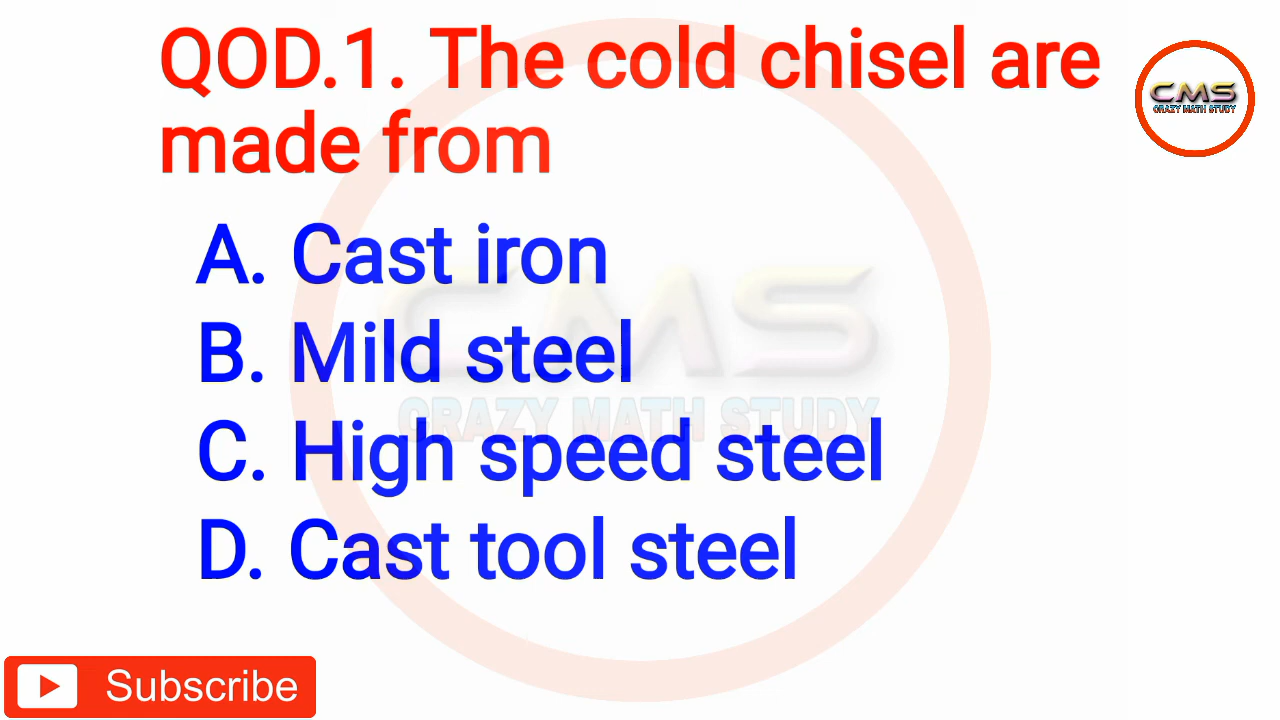 QOD.1. The cold chisel are
made from
CMS
CRAZY MATH STUDY
A. Cast iron
B. Mild steel
C. High speed steel
D. Cast tool steel
CMS
CRAZY MATH STUDY
Subscribe